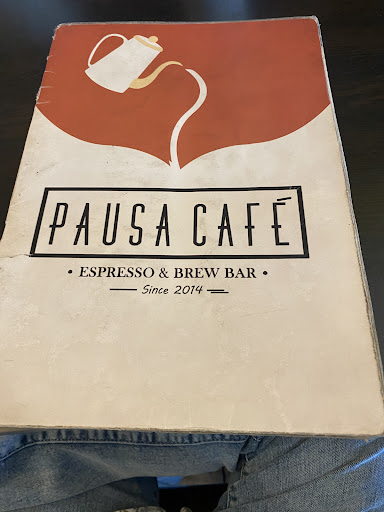 PAUSA CAFÉ
• ESPRESSO & BREW BAR •
Since 2014